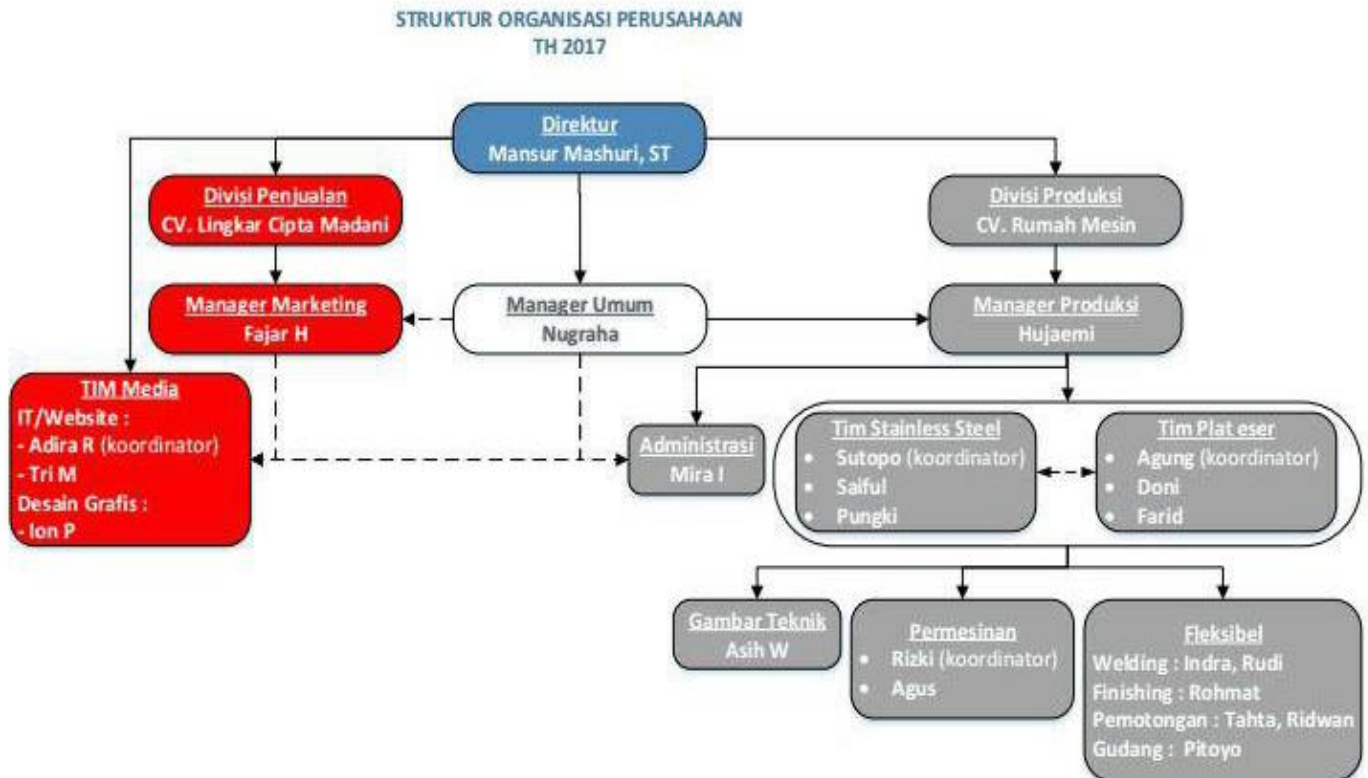 STRUKTUR ORGANISASI PERUSAHAAN
TH 2017
Direktur
Mansur Mashuri, ST
Divisi Penjualan
CV. Lingkar Cipta Madani
Divisi Produksi
CV. Rumah Mesin
Manager Marketing
Fajar H
Manager Umum
Nugraha
Manager Produksi
Hujaemi
TIM Media
IT/Website :
- Adira R (koordinator)
- Tri M
Desain Grafis :
- Ion P
Administrasi
Mira I
Tim Stainless Steel
• Sutopo (koordinator)
• Saiful
• Pungki
Tim Plat eser
• Agung (koordinator)
• Doni
• Farid
Gambar Teknik
Asih W
Permesinan
• Rizki (koordinator)
• Agus
Fleksibel
Welding : Indra, Rudi
Finishing : Rohmat
Pemotongan : Tahta, Ridwan
Gudang : Pitoyo